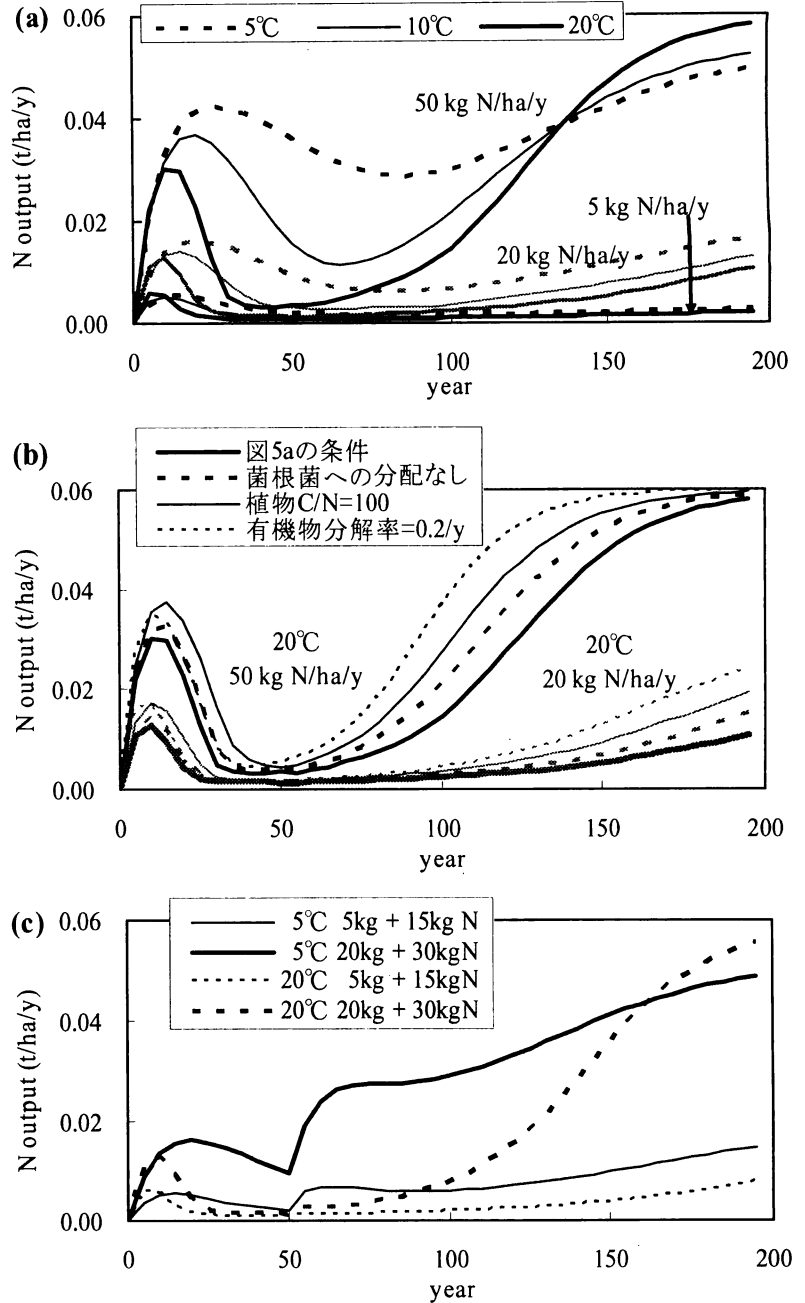 (a)
5℃ 10℃ 20℃
0.06
0.04
0.02
0.00
N output (t/ha/y)
50 kg N/ha/y
5 kg N/ha/y
20 kg N/ha/y
0 50 100 150 200
year
(b)
図5aの条件
菌根菌への分配なし
植物C/N=100
有機物分解率=0.2/y
0.06
0.04
0.02
0.00
N output (t/ha/y)
20℃
50 kg N/ha/y
20℃
20 kg N/ha/y
0 50 100 150 200
year
(c)
5℃ 5kg + 15kg N
5℃ 20kg + 30kgN
20℃ 5kg + 15kgN
20℃ 20kg + 30kgN
0.06
0.04
0.02
0.00
N output (t/ha/y)
0 50 100 150 200
year